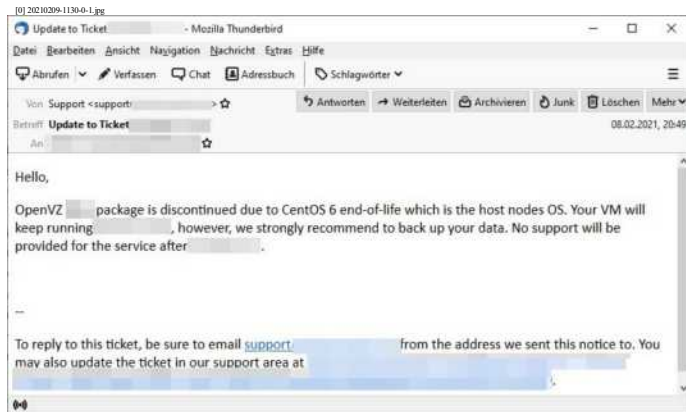 [0] 20210209-1130-0-1.jpg
Update to Ticket - Mozilla Thunderbird
Datei Bearbeiten Ansicht Navigation Nachricht Extras Hilfe
Abrufen Verfassen Chat Adressbuch Schlagwörter
Von Support <support > Antworten Weiterleiten Archivieren Junk Löschen Mehr
Betreff Update to Ticket 08.02.2021, 20:49
An
Hello,
OpenVZ package is discontinued due to CentOS 6 end-of-life which is the host nodes OS. Your VM will
keep running , however, we strongly recommend to back up your data. No support will be
provided for the service after .
--
To reply to this ticket, be sure to email support from the address we sent this notice to. You
may also update the ticket in our support area at
.